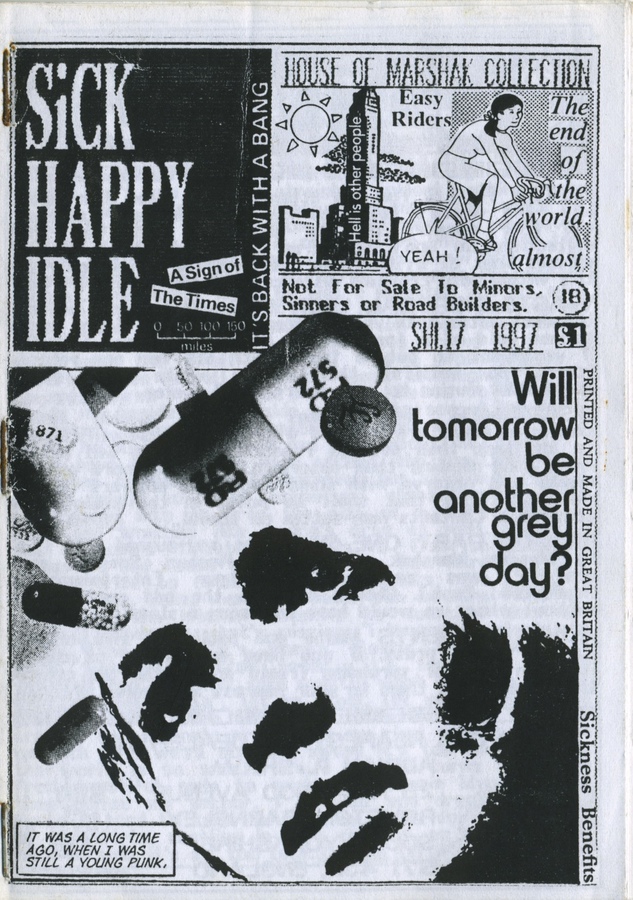 SiCK
HAPPY
IDLE
A Sign of
The Times
0 50 100 150
miles
IT'S BACK WITH A BANG
HOUSE OF MARSHAK COLLECTION
Easy
Riders
Hell is other people.
The
end
of
the
world,
almost
YEAH!
Not For Sale To Minors,
Sinners or Road Builders.
18
SHI.17 1997
$1
871
Will
tomorrow
be
another
grey
day?
PRINTED AND MADE IN GREAT BRITAIN
Sickness Benefits
IT WAS A LONG TIME
AGO, WHEN I WAS
STILL A YOUNG PUNK.